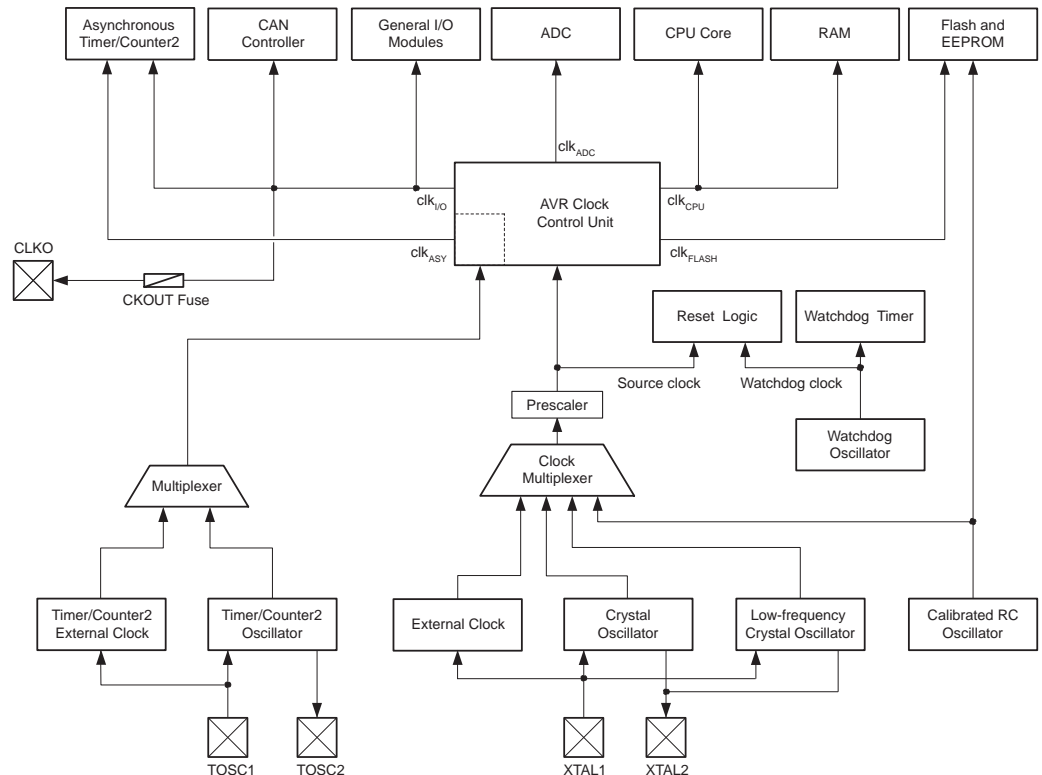 Asynchronous
Timer/Counter2
CAN
Controller
General I/O
Modules
ADC
CPU Core
RAM
Flash and
EEPROM
clkADC
clkI/O
AVR Clock
Control Unit
clkCPU
clkASY
clkFLASH
CLKO
CKOUT Fuse
Reset Logic
Watchdog Timer
Source clock
Watchdog clock
Prescaler
Watchdog
Oscillator
Clock
Multiplexer
Multiplexer
Timer/Counter2
External Clock
Timer/Counter2
Oscillator
External Clock
Crystal
Oscillator
Low-frequency
Crystal Oscillator
Calibrated RC
Oscillator
TOSC1
TOSC2
XTAL1
XTAL2